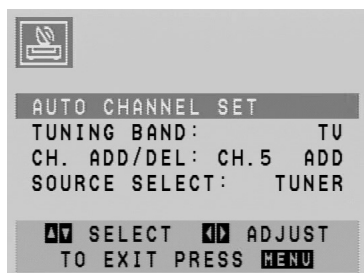 AUTO CHANNEL SET
TUNING BAND: TV
CH. ADD/DEL: CH.5 ADD
SOURCE SELECT: TUNER
▲▼ SELECT ◀▶ ADJUST
TO EXIT PRESS MENU